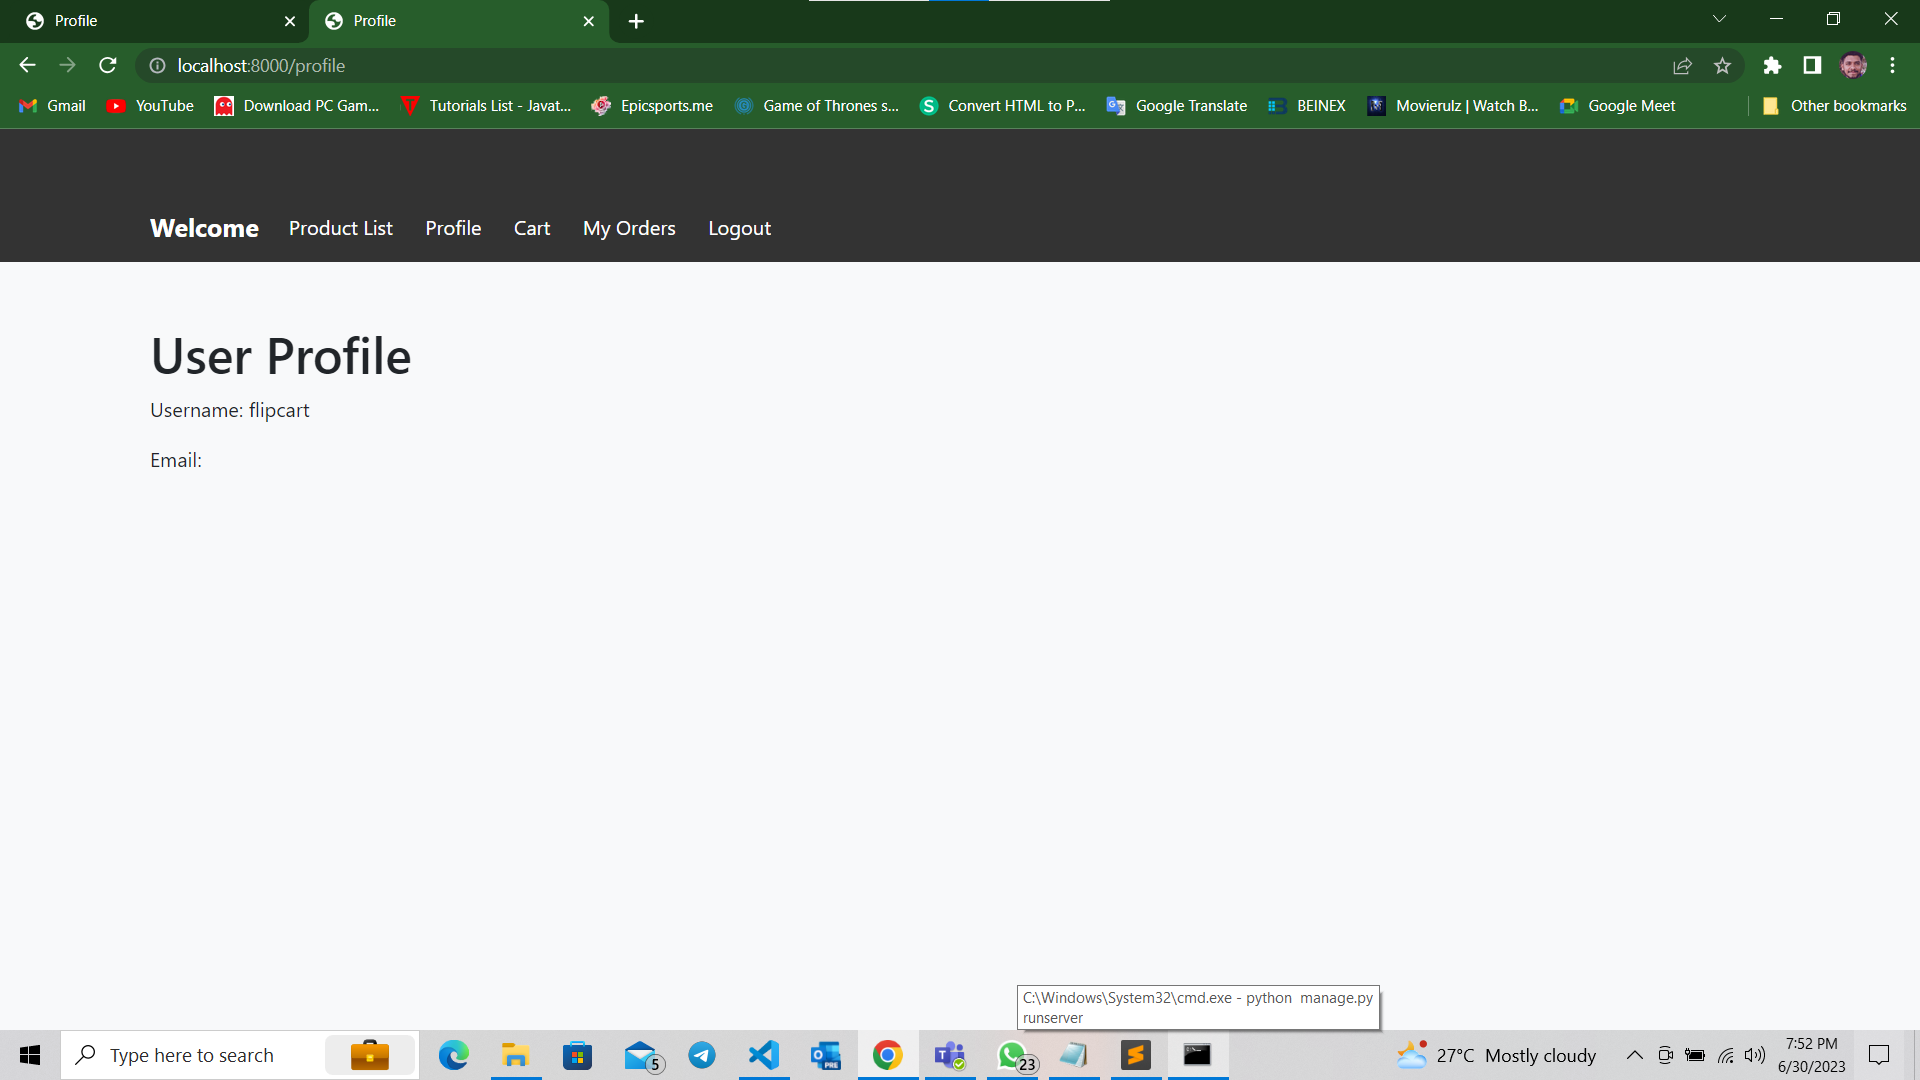 Profile
Profile
localhost:8000/profile
Gmail
YouTube
Download PC Gam...
Tutorials List - Javat...
Epicsports.me
Game of Thrones s...
S
Convert HTML to P...
Google Translate
BEINEX
Movierulz | Watch B...
Google Meet
Other bookmarks
Welcome
Product List
Profile
Cart
My Orders
Logout
User Profile
Username: flipcart
Email:
C:\Windows\System32\cmd.exe - python  manage.py
runserver
Type here to search
5
PRE
23
27°C Mostly cloudy
7:52 PM
6/30/2023